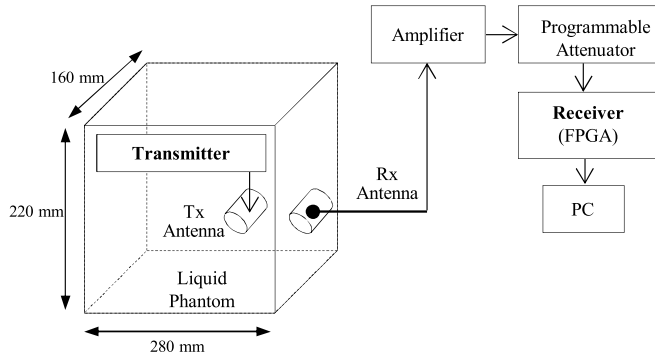 160 mm
Amplifier
Programmable
Attenuator
Receiver
(FPGA)
PC
Transmitter
Rx
Antenna
Tx
Antenna
220 mm
Liquid
Phantom
280 mm